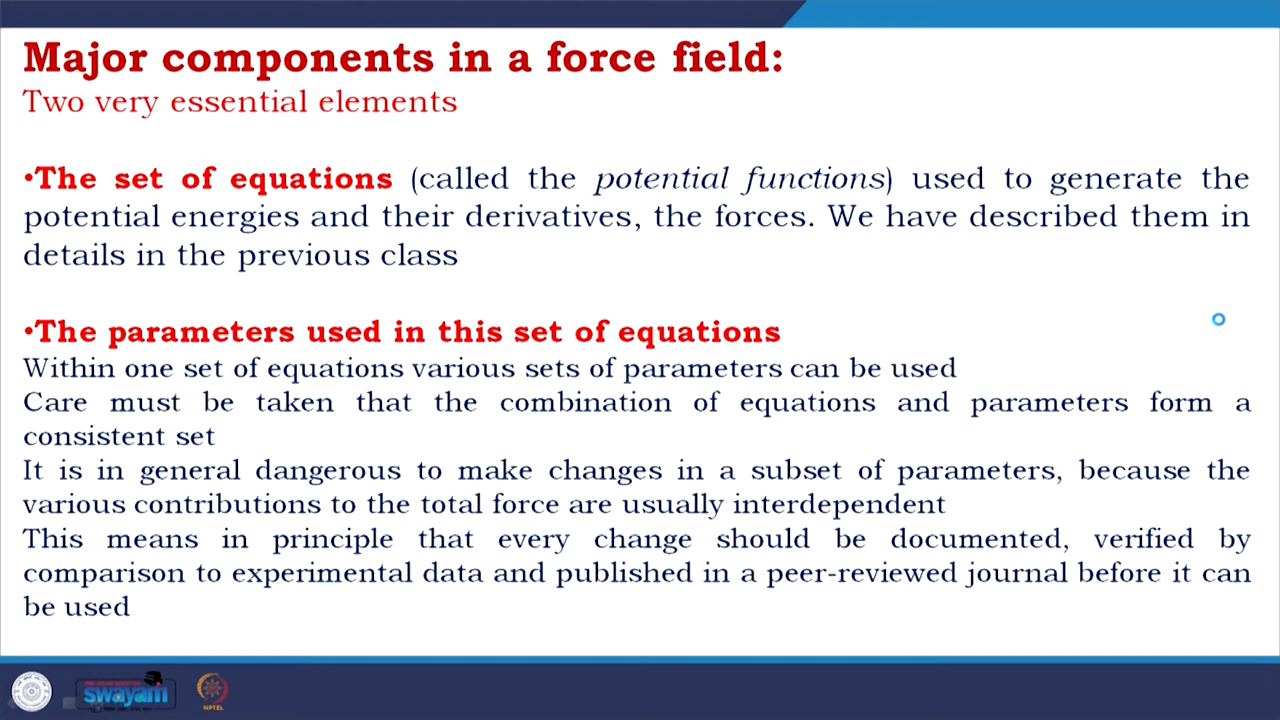 Major components in a force field:
Two very essential elements
•The set of equations (called the potential functions) used to generate the
potential energies and their derivatives, the forces. We have described them in
details in the previous class
•The parameters used in this set of equations
Within one set of equations various sets of parameters can be used
Care must be taken that the combination of equations and parameters form a
consistent set
It is in general dangerous to make changes in a subset of parameters, because the
various contributions to the total force are usually interdependent
This means in principle that every change should be documented, verified by
comparison to experimental data and published in a peer-reviewed journal before it can
be used
swayam
NPTEL